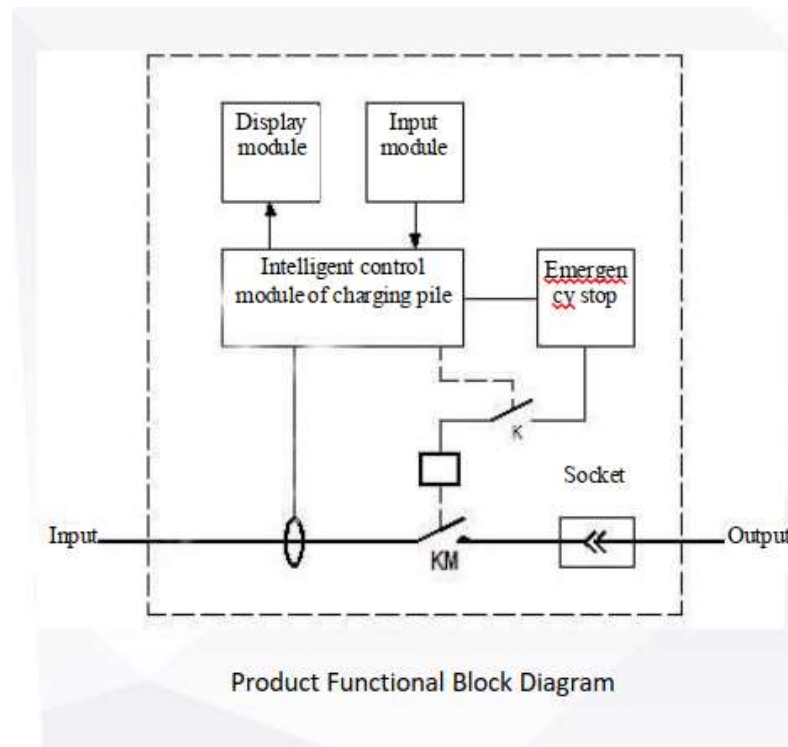 Display
module
Input
module
Intelligent control
module of charging pile
Emergen
cy stop
K
Socket
Input
KM
Output
Product Functional Block Diagram